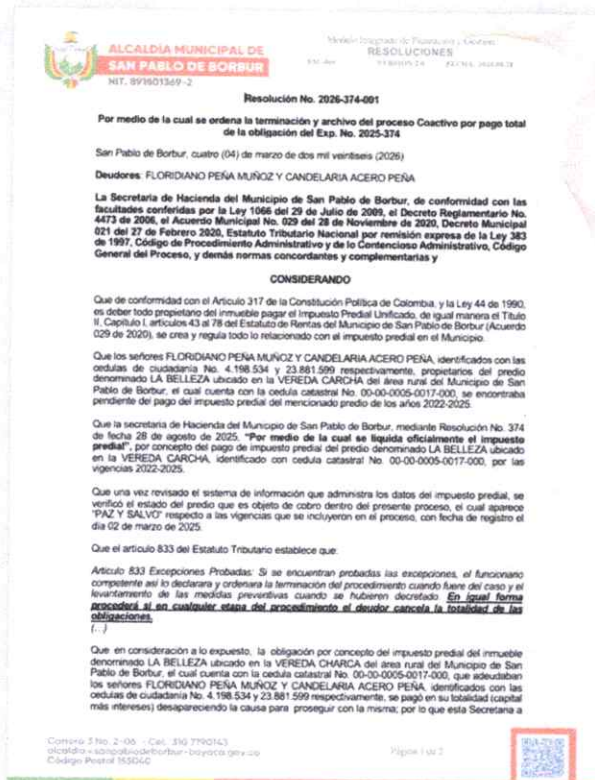 ALCALDÍA MUNICIPAL DE
SAN PABLO DE BORBUR
NIT. 891801369-2
Modelo Integrado de Planeación y Gestión
RESOLUCIONES
VERSION
FECHA
Resolución No. 2026-374-001
Por medio de la cual se ordena la terminación y archivo del proceso Coactivo por pago total
de la obligación del Exp. No. 2025-374
San Pablo de Borbur, cuatro (04) de marzo de dos mil veintiseis (2026)
Deudores: FLORIDIANO PEÑA MUÑOZ Y CANDELARIA ACERO PEÑA
La Secretaria de Hacienda del Municipio de San Pablo de Borbur, de conformidad con las
facultades conferidas por la Ley 1066 del 29 de Julio de 2009, el Decreto Reglamentario No.
4473 de 2006, el Acuerdo Municipal No. 029 del 28 de Noviembre de 2020, Decreto Municipal
021 del 27 de Febrero 2020, Estatuto Tributario Nacional por remisión expresa de la Ley 383
de 1997, Código de Procedimiento Administrativo y de lo Contencioso Administrativo, Código
General del Proceso, y demás normas concordantes y complementarias y
CONSIDERANDO
Que de conformidad con el Articulo 317 de la Constitución Política de Colombia, y la Ley 44 de 1990,
es deber todo propietario del inmueble pagar el Impuesto Predial Unificado, de igual manera el Titulo
II, Capitulo I, artículos 43 al 78 del Estatuto de Rentas del Municipio de San Pablo de Borbur (Acuerdo
029 de 2020), se crea y regula todo lo relacionado con el impuesto predial en el Municipio.
Que los señores FLORIDIANO PEÑA MUÑOZ Y CANDELARIA ACERO PEÑA, identificados con las
cedulas de ciudadanía No. 4.198.534 y 23.881.599 respectivamente, propietarios del predio
denominado LA BELLEZA ubicado en la VEREDA CARCHA del área rural del Municipio de San
Pablo de Borbur, el cual cuenta con la cedula catastral No. 00-00-0005-0017-000, se encontraba
pendiente del pago del impuesto predial del mencionado predio de los años 2022-2025.
Que la secretaria de Hacienda del Municipio de San Pablo de Borbur, mediante Resolución No. 374
de fecha 28 de agosto de 2025, "Por medio de la cual se liquida oficialmente el impuesto
predial", por concepto del pago de impuesto predial del predio denominado LA BELLEZA ubicado
en la VEREDA CARCHA, identificado con cedula catastral No. 00-00-0005-0017-000, por las
vigencias 2022-2025.
Que una vez revisado el sistema de información que administra los datos del impuesto predial, se
verificó el estado del predio que es objeto de cobro dentro del presente proceso, el cual aparece
"PAZ Y SALVO" respecto a las vigencias que se incluyeron en el proceso, con fecha de registro el
día 02 de marzo de 2025.
Que el artículo 833 del Estatuto Tributario establece que:
Artículo 833 Excepciones Probadas: Si se encuentran probadas las excepciones, el funcionario
competente así lo declarara y ordenara la terminación del procedimiento cuando fuere del caso y el
levantamiento de las medidas preventivas cuando se hubieren decretado. En igual forma
procederá si en cualquier etapa del procedimiento el deudor cancela la totalidad de las
obligaciones.
(...)
Que en consideración a lo expuesto, la obligación por concepto del impuesto predial del inmueble
denominado LA BELLEZA ubicado en la VEREDA CHARCA del área rural del Municipio de San
Pablo de Borbur, el cual cuenta con la cedula catastral No. 00-00-0005-0017-000, que adeudaban
los señores FLORIDIANO PEÑA MUÑOZ Y CANDELARIA ACERO PEÑA, identificados con las
cedulas de ciudadanía No. 4.198.534 y 23.881.599 respectivamente, se pagó en su totalidad (capital
más intereses) desapareciendo la causa para proseguir con la misma; por lo que esta Secretaria a
Carrera 3 No. 2-06 - Cel: 310 7790143
alcaldia@sanpablodeborbur-boyaca.gov.co
Código Postal 155040
Página 1 de 2